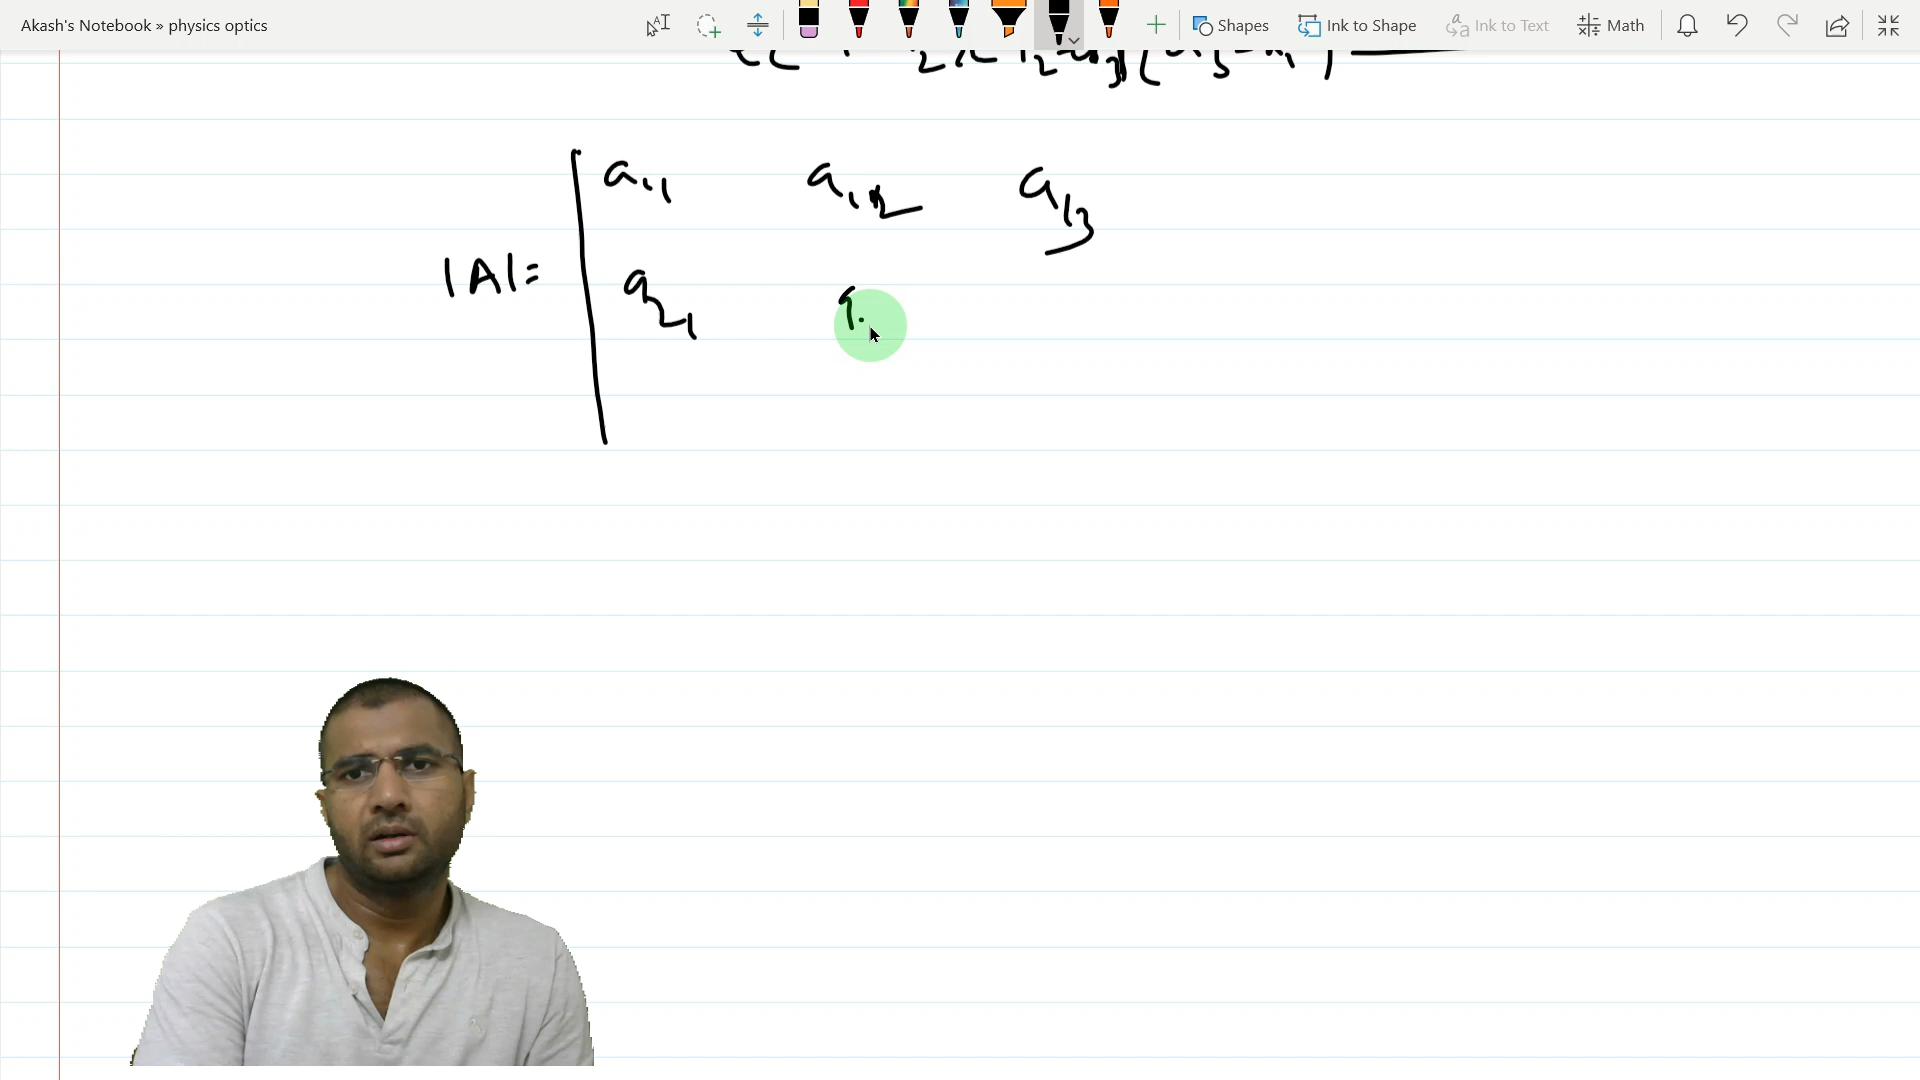 Akash's Notebook » physics optics
Shapes Ink to Shape Ink to Text Math
a11 a12 a13
|A|=
a21 a